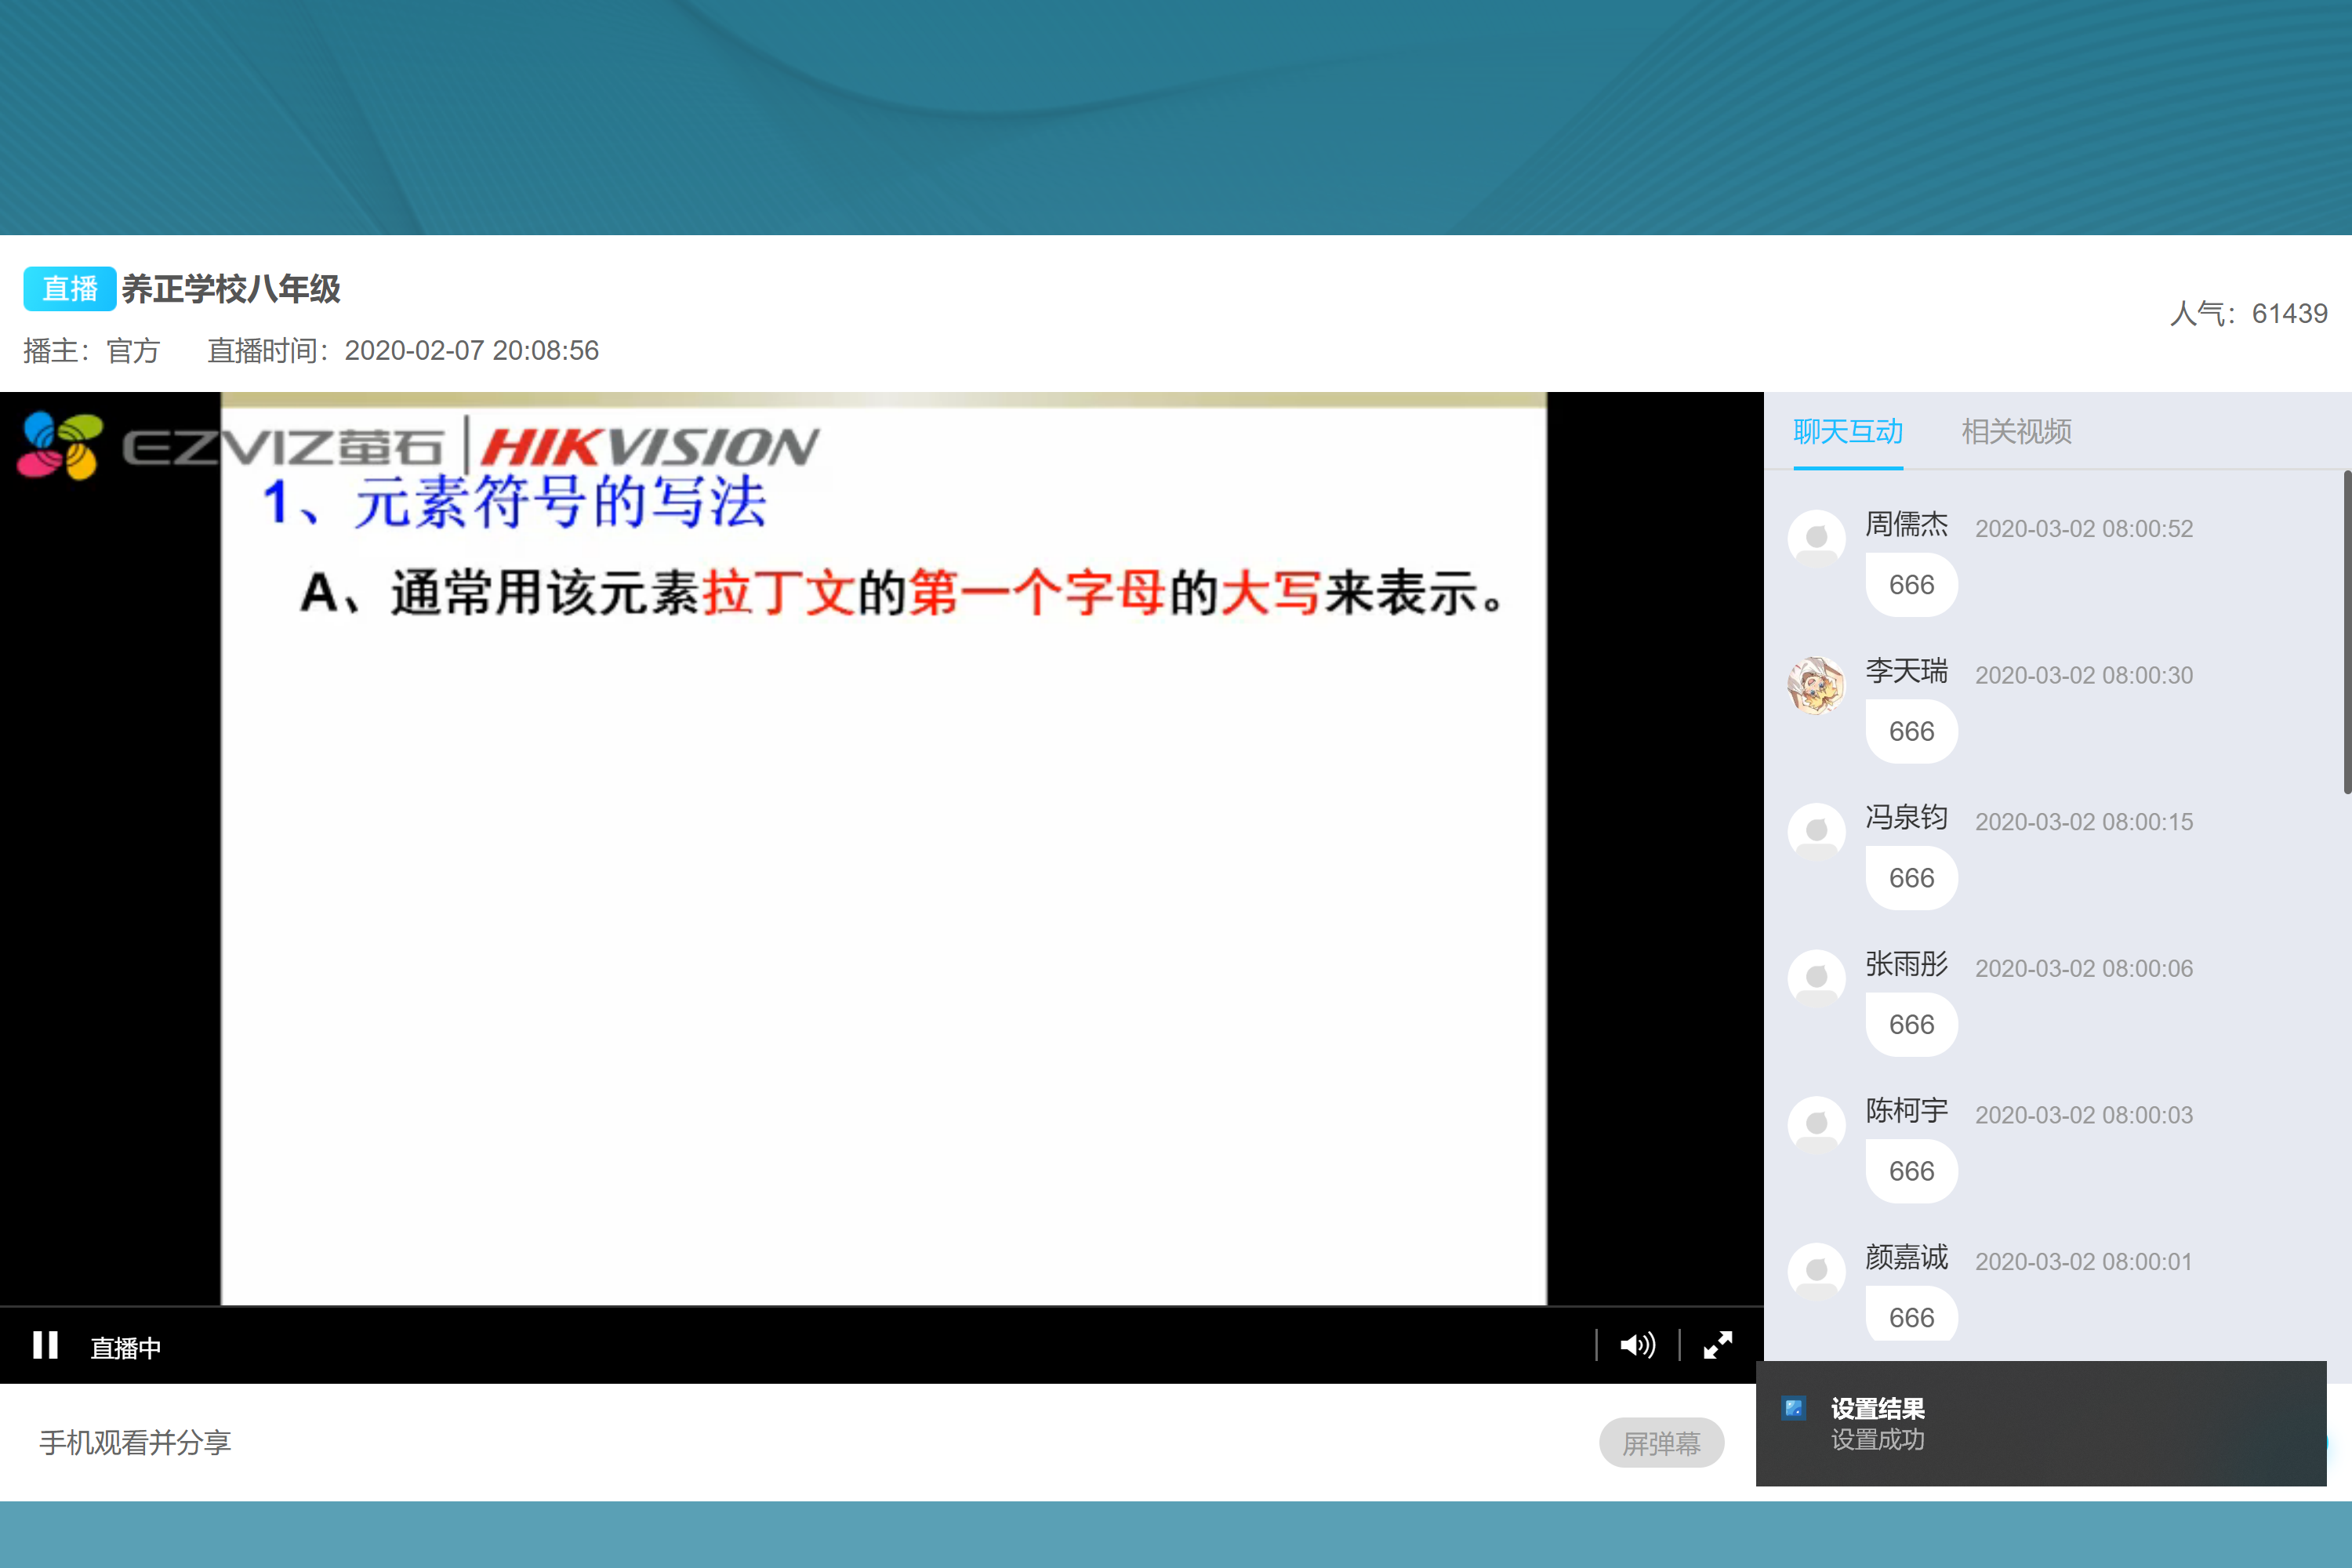 直播 养正学校八年级
播主：官方 直播时间：2020-02-07 20:08:56
人气：61439
EZVIZ萤石 HIKVISION
1、元素符号的写法
A、通常用该元素拉丁文的第一个字母的大写来表示。
直播中
手机观看并分享
屏弹幕
聊天互动 相关视频
周儒杰 2020-03-02 08:00:52
666
李天瑞 2020-03-02 08:00:30
666
冯泉钧 2020-03-02 08:00:15
666
张雨彤 2020-03-02 08:00:06
666
陈柯宇 2020-03-02 08:00:03
666
颜嘉诚 2020-03-02 08:00:01
666
设置结果
设置成功